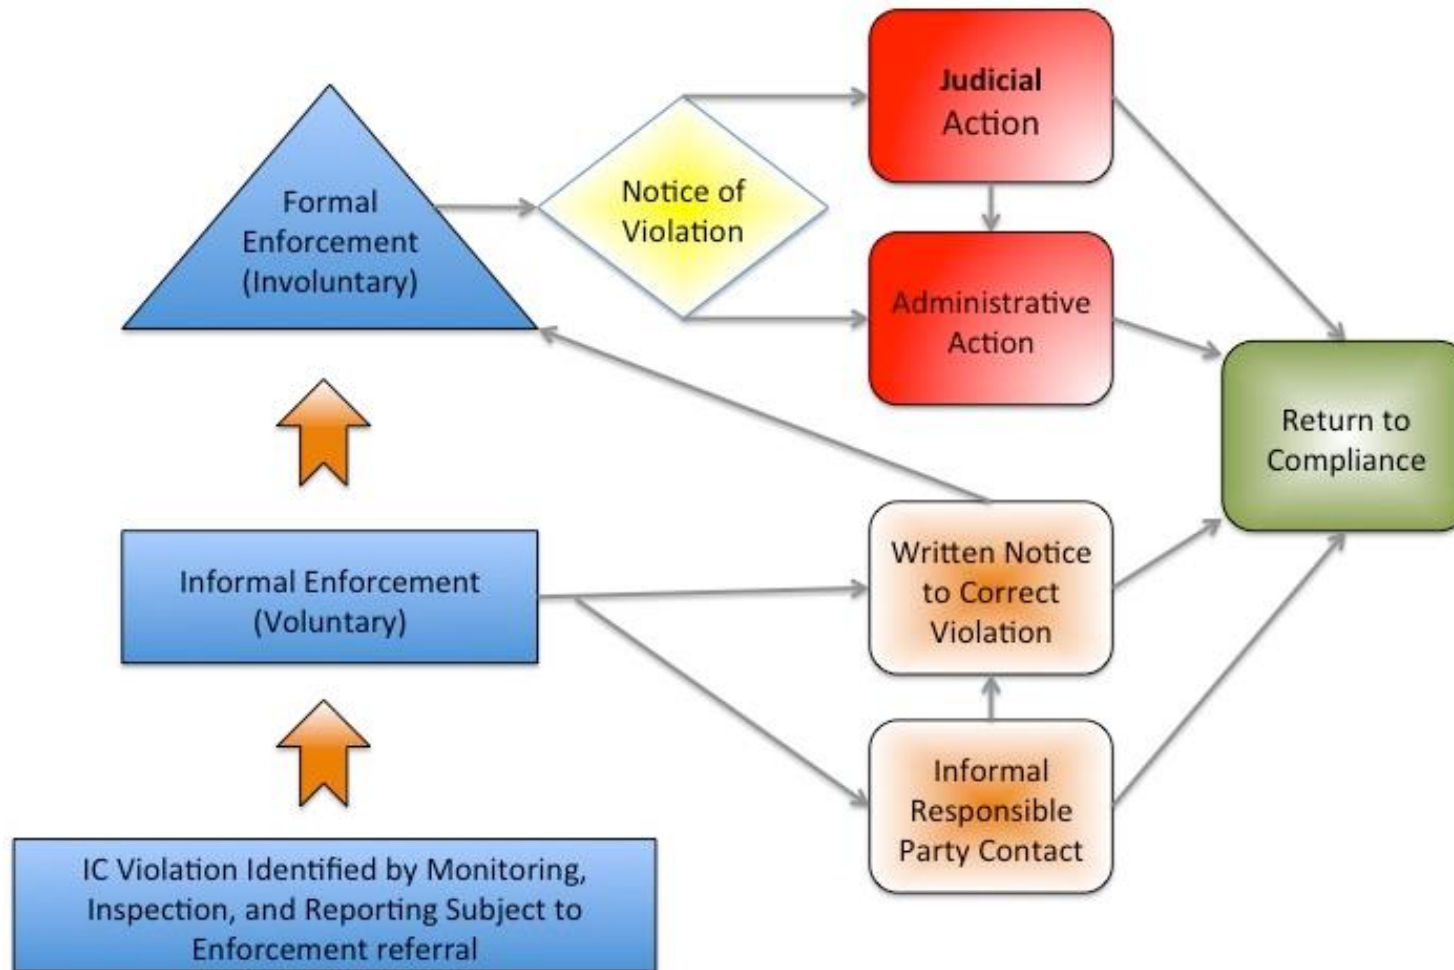 Judicial
Action
Formal
Enforcement
(Involuntary)
Notice of
Violation
Administrative
Action
Return to
Compliance
Informal Enforcement
(Voluntary)
Written Notice
to Correct
Violation
Informal
Responsible
Party Contact
IC Violation Identified by Monitoring,
Inspection, and Reporting Subject to
Enforcement referral